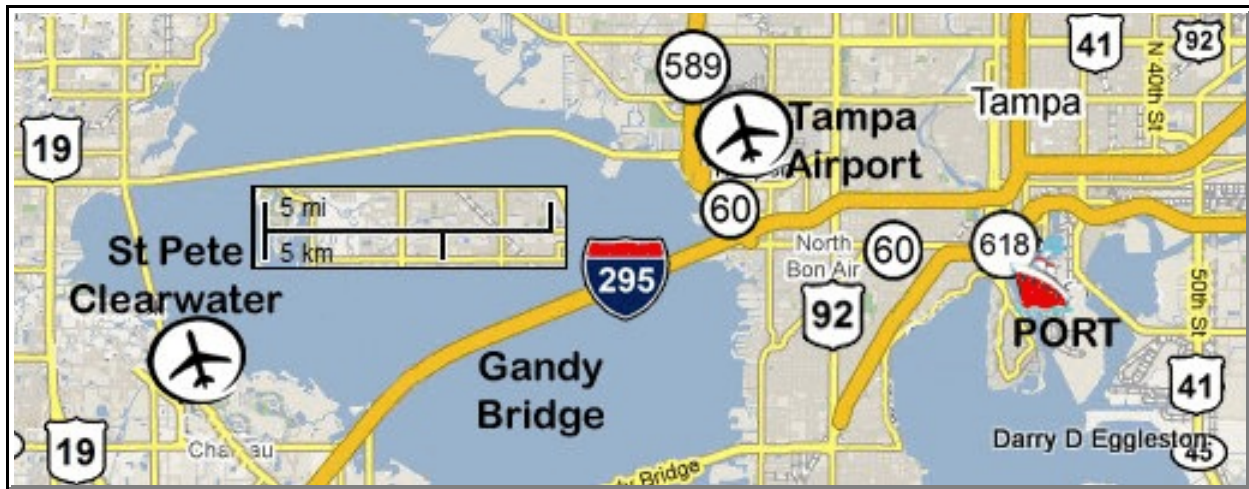 589
41
92
N 40th St
Tampa
19
Tampa
Airport
5 mi
5 km
60
St Pete
Clearwater
North
Bon Air
60
618
295
50th St
92
PORT
Gandy
Bridge
41
19
Darry D Eggleston
45
y Bridge